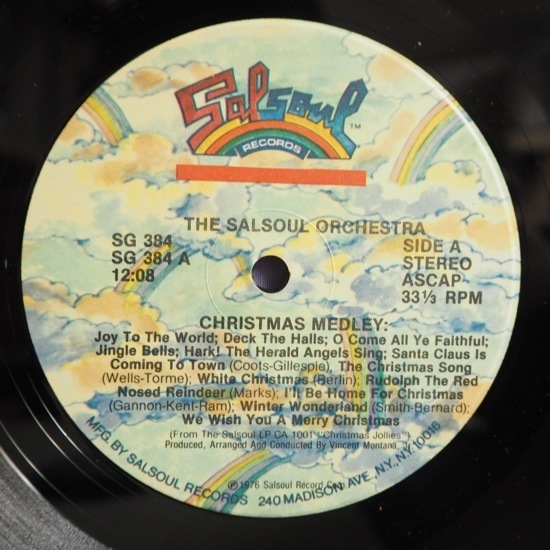 Salsoul
RECORDS
TM
THE SALSOUL ORCHESTRA
SG 384
SG 384 A
12:08
SIDE A
STEREO
ASCAP
33⅓ RPM
CHRISTMAS MEDLEY:
Joy To The World; Deck The Halls; O Come All Ye Faithful;
Jingle Bells; Hark! The Herald Angels Sing; Santa Claus Is
Coming To Town (Coots-Gillespie), The Christmas Song
(Wells-Torme); White Christmas (Berlin); Rudolph The Red
Nosed Reindeer (Marks); I'll Be Home For Christmas
(Gannon-Kent-Ram); Winter Wonderland (Smith-Bernard);
We Wish You A Merry Christmas
(From The Salsoul LP CA 1001 "Christmas Jollies")
Produced, Arranged And Conducted By Vincent Montana, Jr.
℗1976 Salsoul Record Corp.
MFG. BY SALSOUL RECORDS 240 MADISON AVE., N.Y., N.Y. 10016